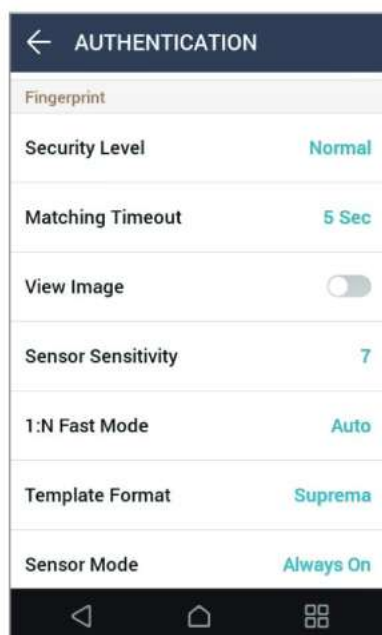 AUTHENTICATION
Fingerprint
Security Level Normal
Matching Timeout 5 Sec
View Image
Sensor Sensitivity 7
1:N Fast Mode Auto
Template Format Suprema
Sensor Mode Always On